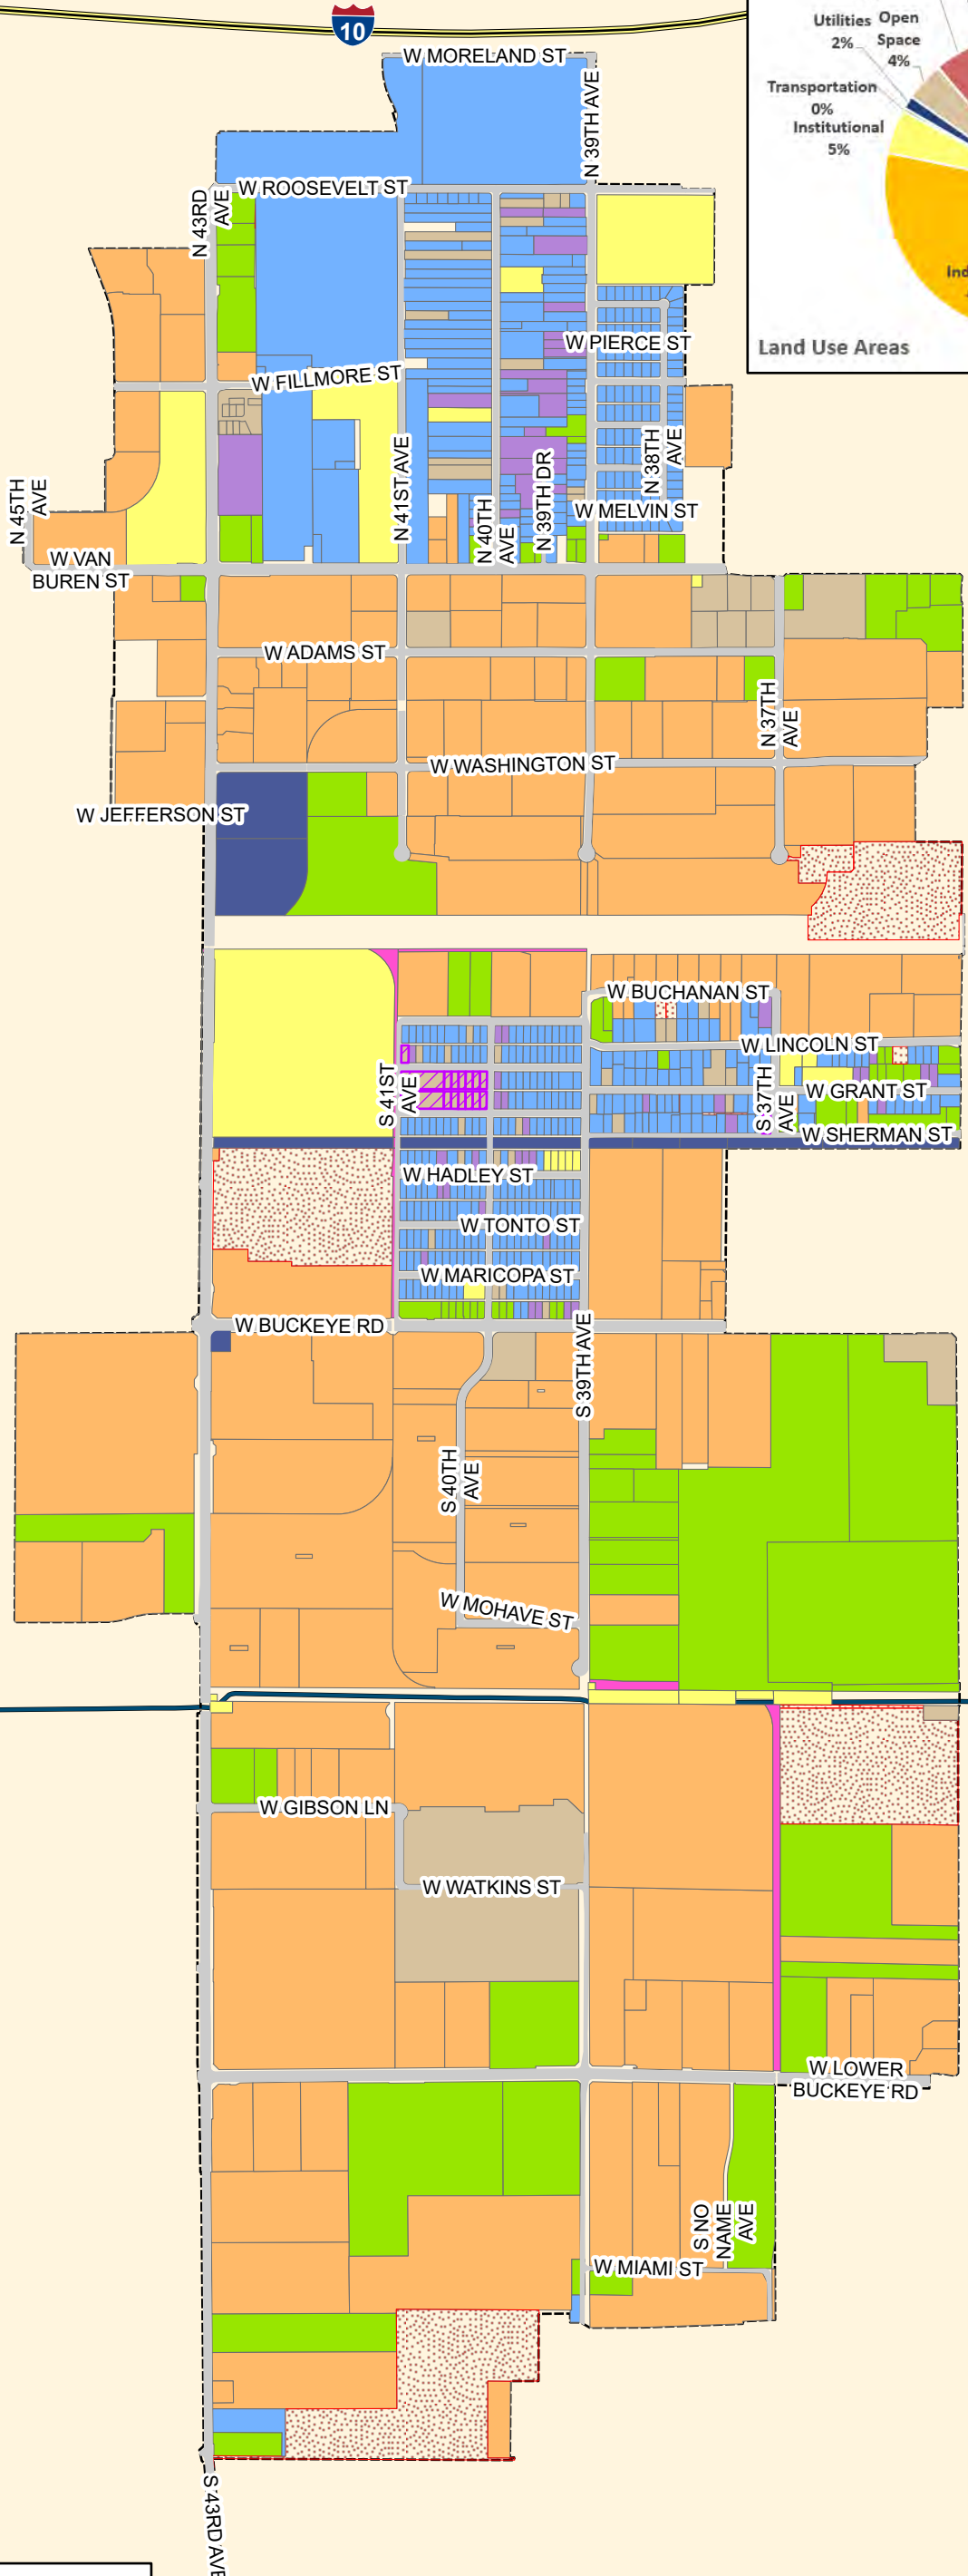 10
Utilities
2%
Open
Space
4%
Transportation
0%
Institutional
5%
Ind
Land Use Areas
W MORELAND ST
N 39TH AVE
W ROOSEVELT ST
N 43RD
AVE
W PIERCE ST
W FILLMORE ST
N 41ST AVE
N 38TH
AVE
N 39TH DR
N 45TH
AVE
N 40TH
AVE
W MELVIN ST
W VAN
BUREN ST
W ADAMS ST
N 37TH
AVE
W WASHINGTON ST
W JEFFERSON ST
W BUCHANAN ST
W LINCOLN ST
S 41ST
AVE
S 37TH
AVE
W GRANT ST
W SHERMAN ST
W HADLEY ST
W TONTO ST
W MARICOPA ST
W BUCKEYE RD
S 39TH AVE
S 40TH
AVE
W MOHAVE ST
W GIBSON LN
W WATKINS ST
W LOWER
BUCKEYE RD
S NO
NAME
AVE
W MIAMI ST
S 43RD AVE